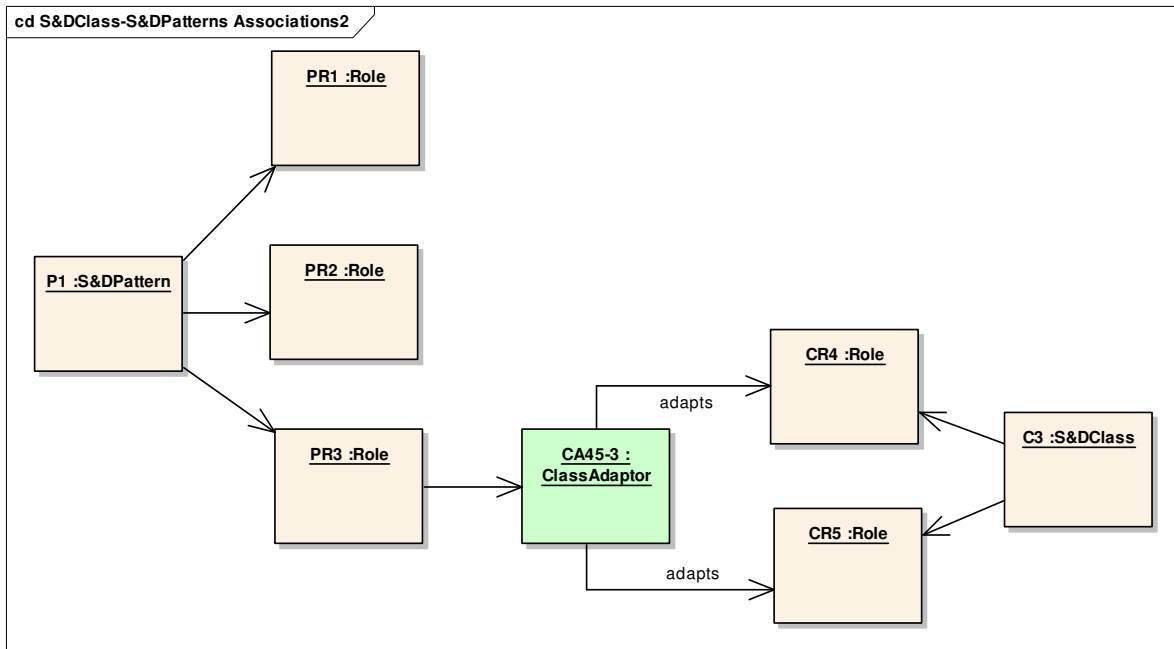 cd S&DClass-S&DPatterns Associations2
PR1 :Role
PR2 :Role
P1 :S&DPattern
CR4 :Role
adapts
C3 :S&DClass
PR3 :Role
CA45-3 :
ClassAdaptor
CR5 :Role
adapts